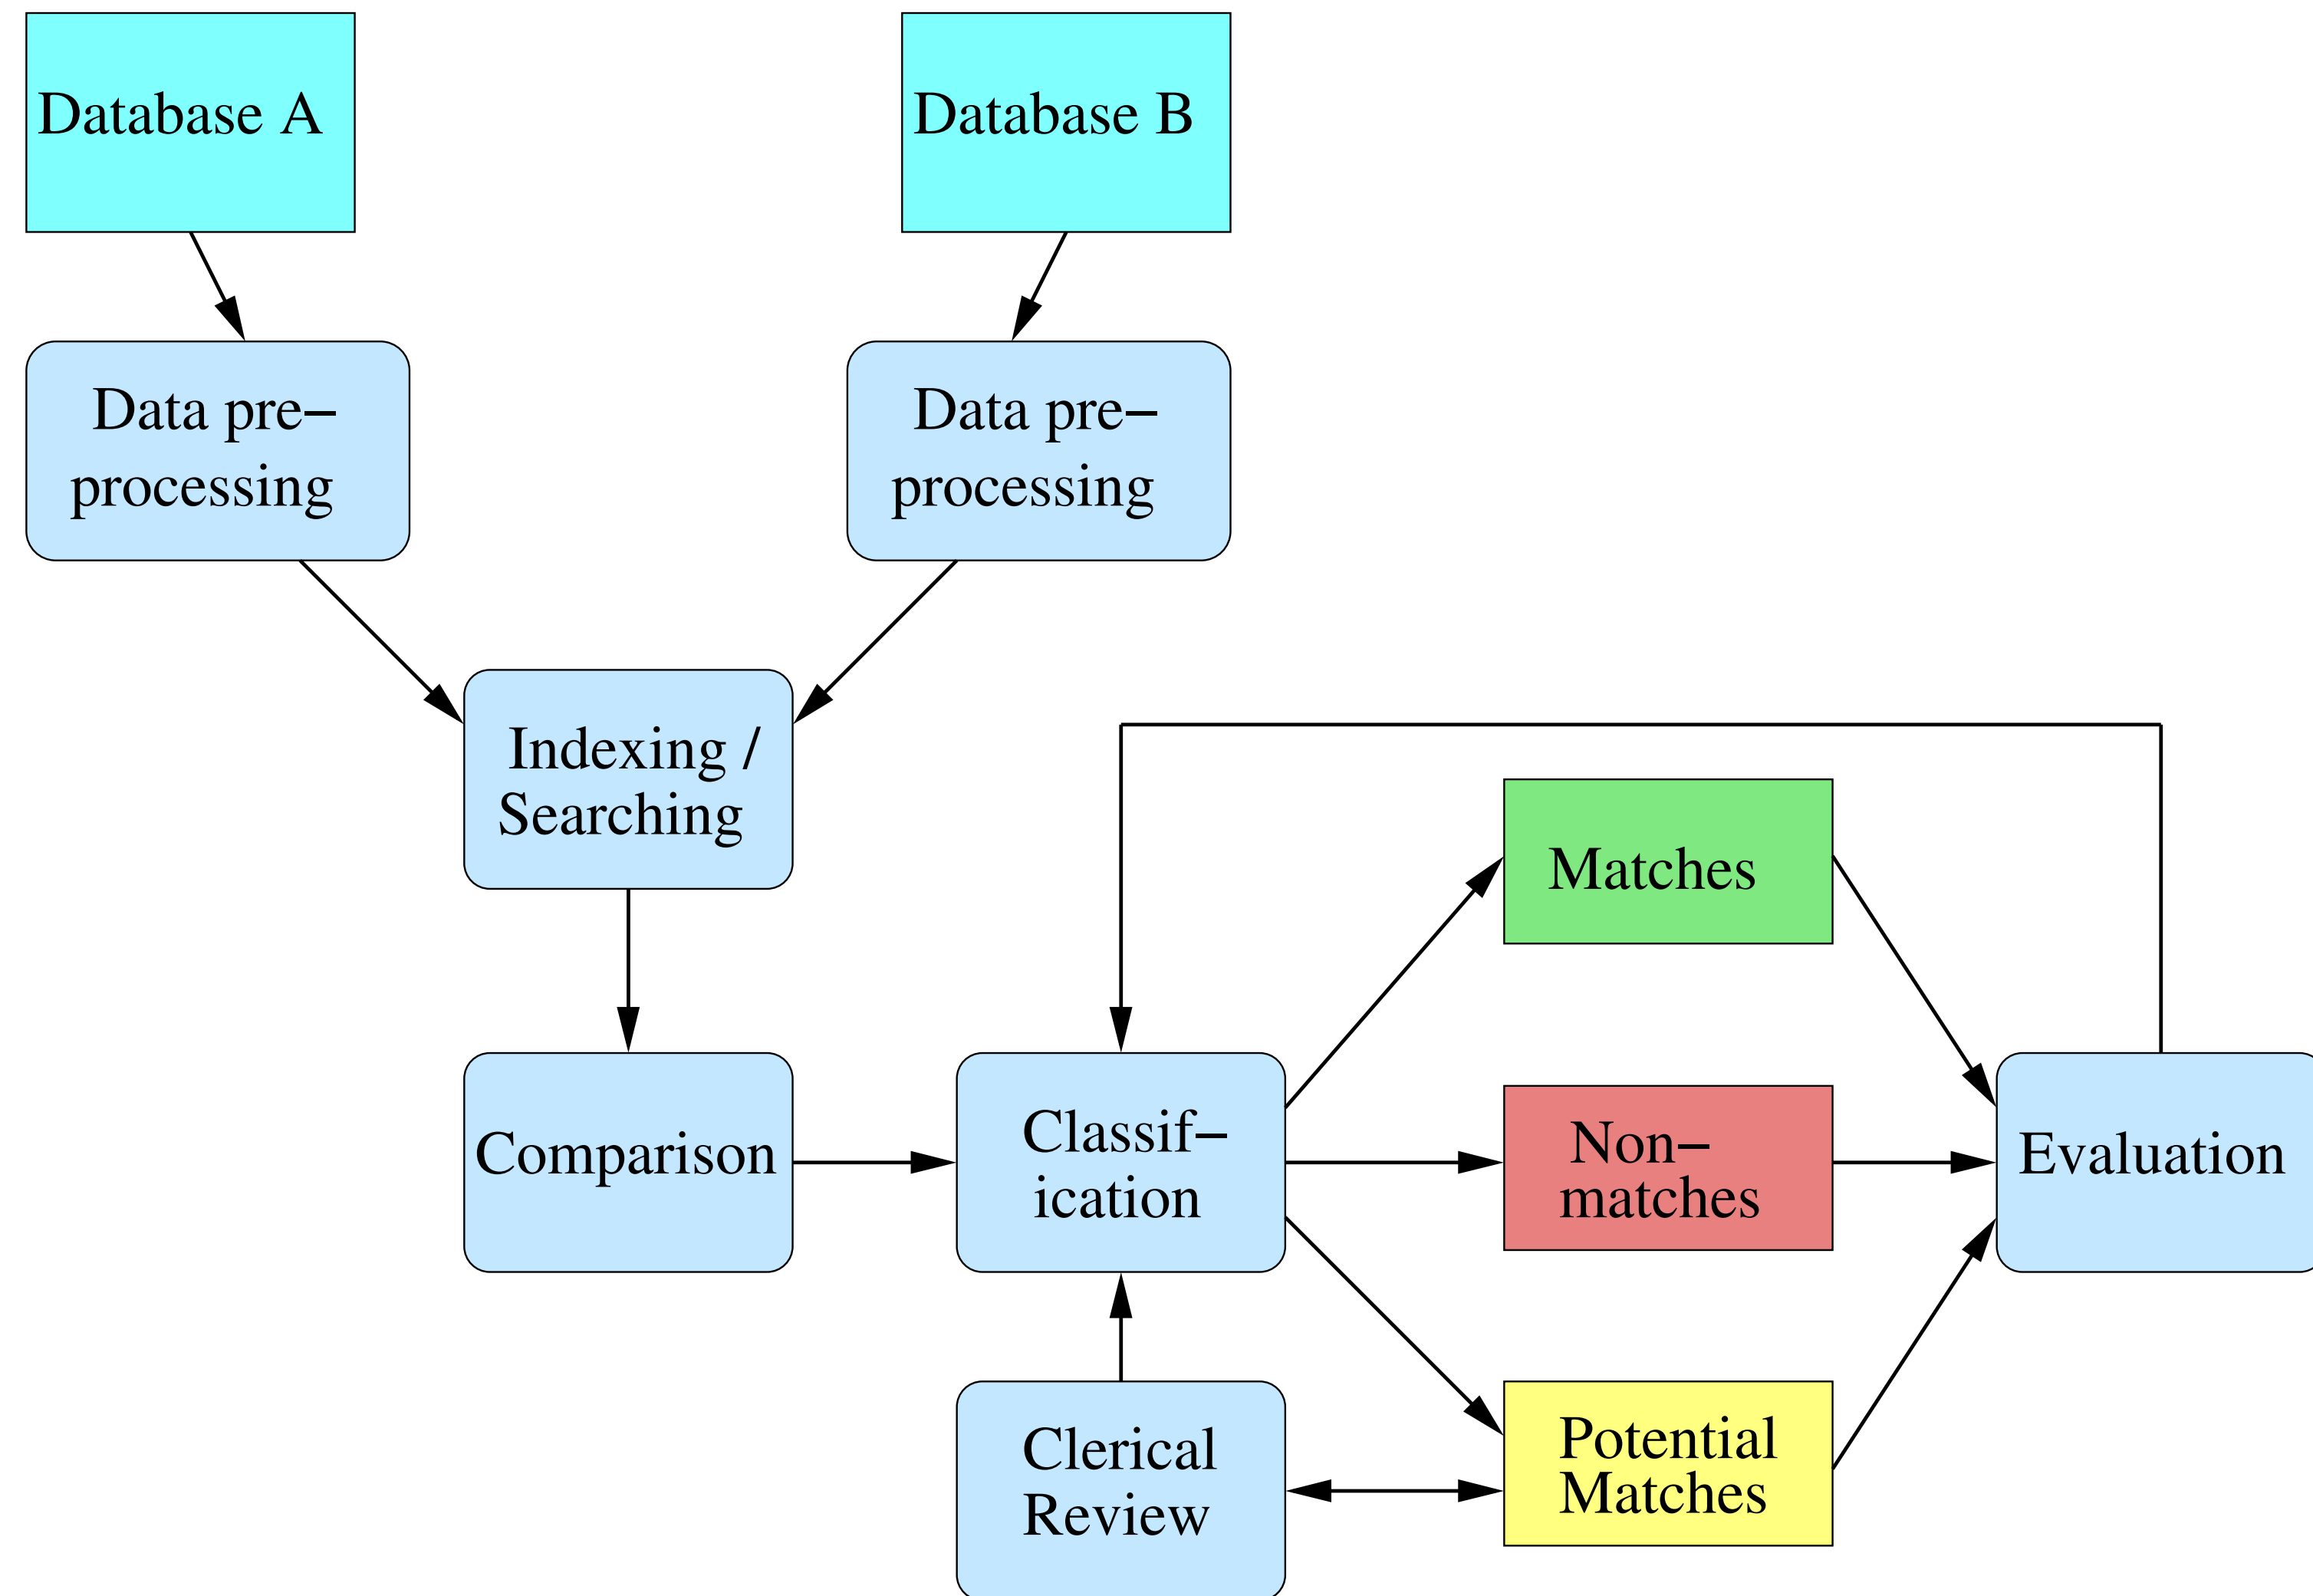 Database A
Database B
Data pre–
processing
Data pre–
processing
Indexing /
Searching
Matches
Comparison
Classif–
ication
Non–
matches
Evaluation
Clerical
Review
Potential
Matches